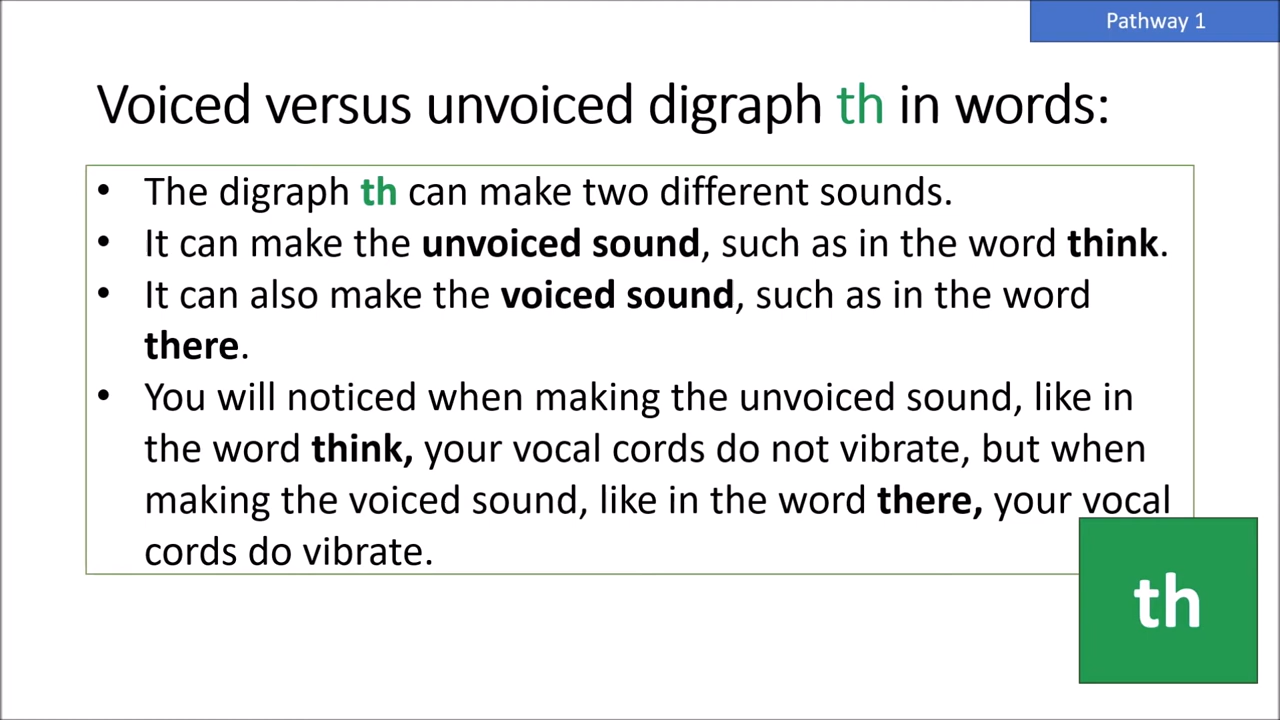 Pathway 1
Voiced versus unvoiced digraph th in words:
• The digraph th can make two different sounds.
• It can make the unvoiced sound, such as in the word think.
• It can also make the voiced sound, such as in the word
there.
• You will noticed when making the unvoiced sound, like in
the word think, your vocal cords do not vibrate, but when
making the voiced sound, like in the word there, your vocal
cords do vibrate.
th